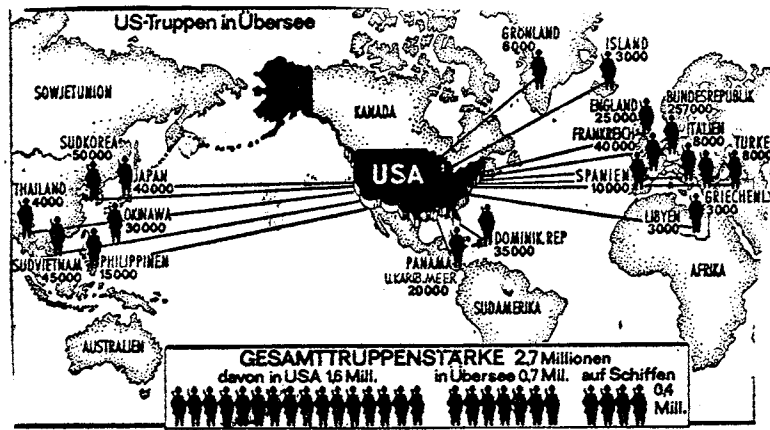 US-Truppen in Übersee
GRÖNLAND
6000
ISLAND
3000
SOWJETUNION
KANADA
ENGLAND
25000
BUNDESREPUBLIK
257000
FRANKREICH
40000
ITALIEN
8000
TÜRKEI
8000
SÜDKOREA
50000
JAPAN
40000
USA
SPANIEN
10000
THAILAND
4000
OKINAWA
30000
GRIECHENL.
3000
LIBYEN
3000
SÜDVIETNAM
45000
PHILIPPINEN
15000
DOMINIK.REP
35000
PANAMA
U.KARIB.MEER
20000
AFRIKA
SÜDAMERIKA
AUSTRALIEN
GESAMTTRUPPENSTÄRKE 2,7 Millionen
davon in USA 1,6 Mill. in Übersee 0,7 Mil. auf Schiffen
0,4
Mill.